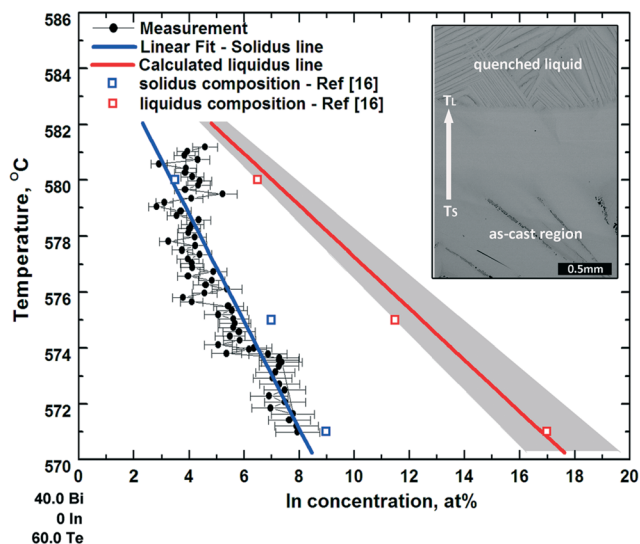 586
584
582
580
578
576
574
572
570
Temperature, °C
Measurement
Linear Fit - Solidus line
Calculated liquidus line
solidus composition - Ref [16]
liquidus composition - Ref [16]
quenched liquid
TL
TS
as-cast region
0.5mm
0 2 4 6 8 10 12 14 16 18 20
In concentration, at%
40.0 Bi
0 In
60.0 Te